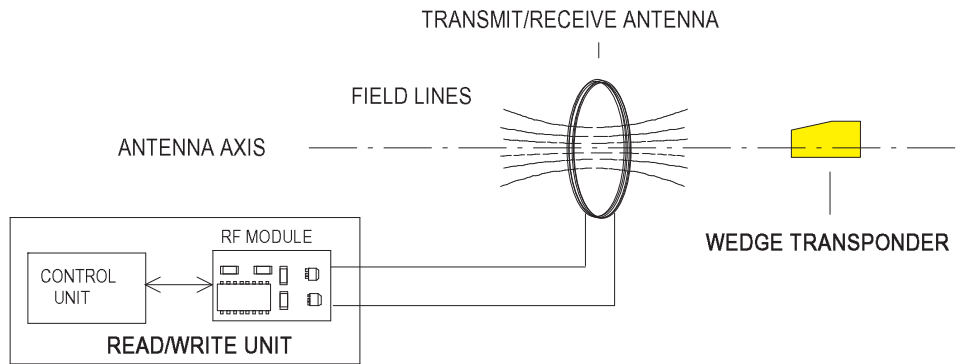 TRANSMIT/RECEIVE ANTENNA
FIELD LINES
ANTENNA AXIS
WEDGE TRANSPONDER
RF MODULE
CONTROL
UNIT
READ/WRITE UNIT